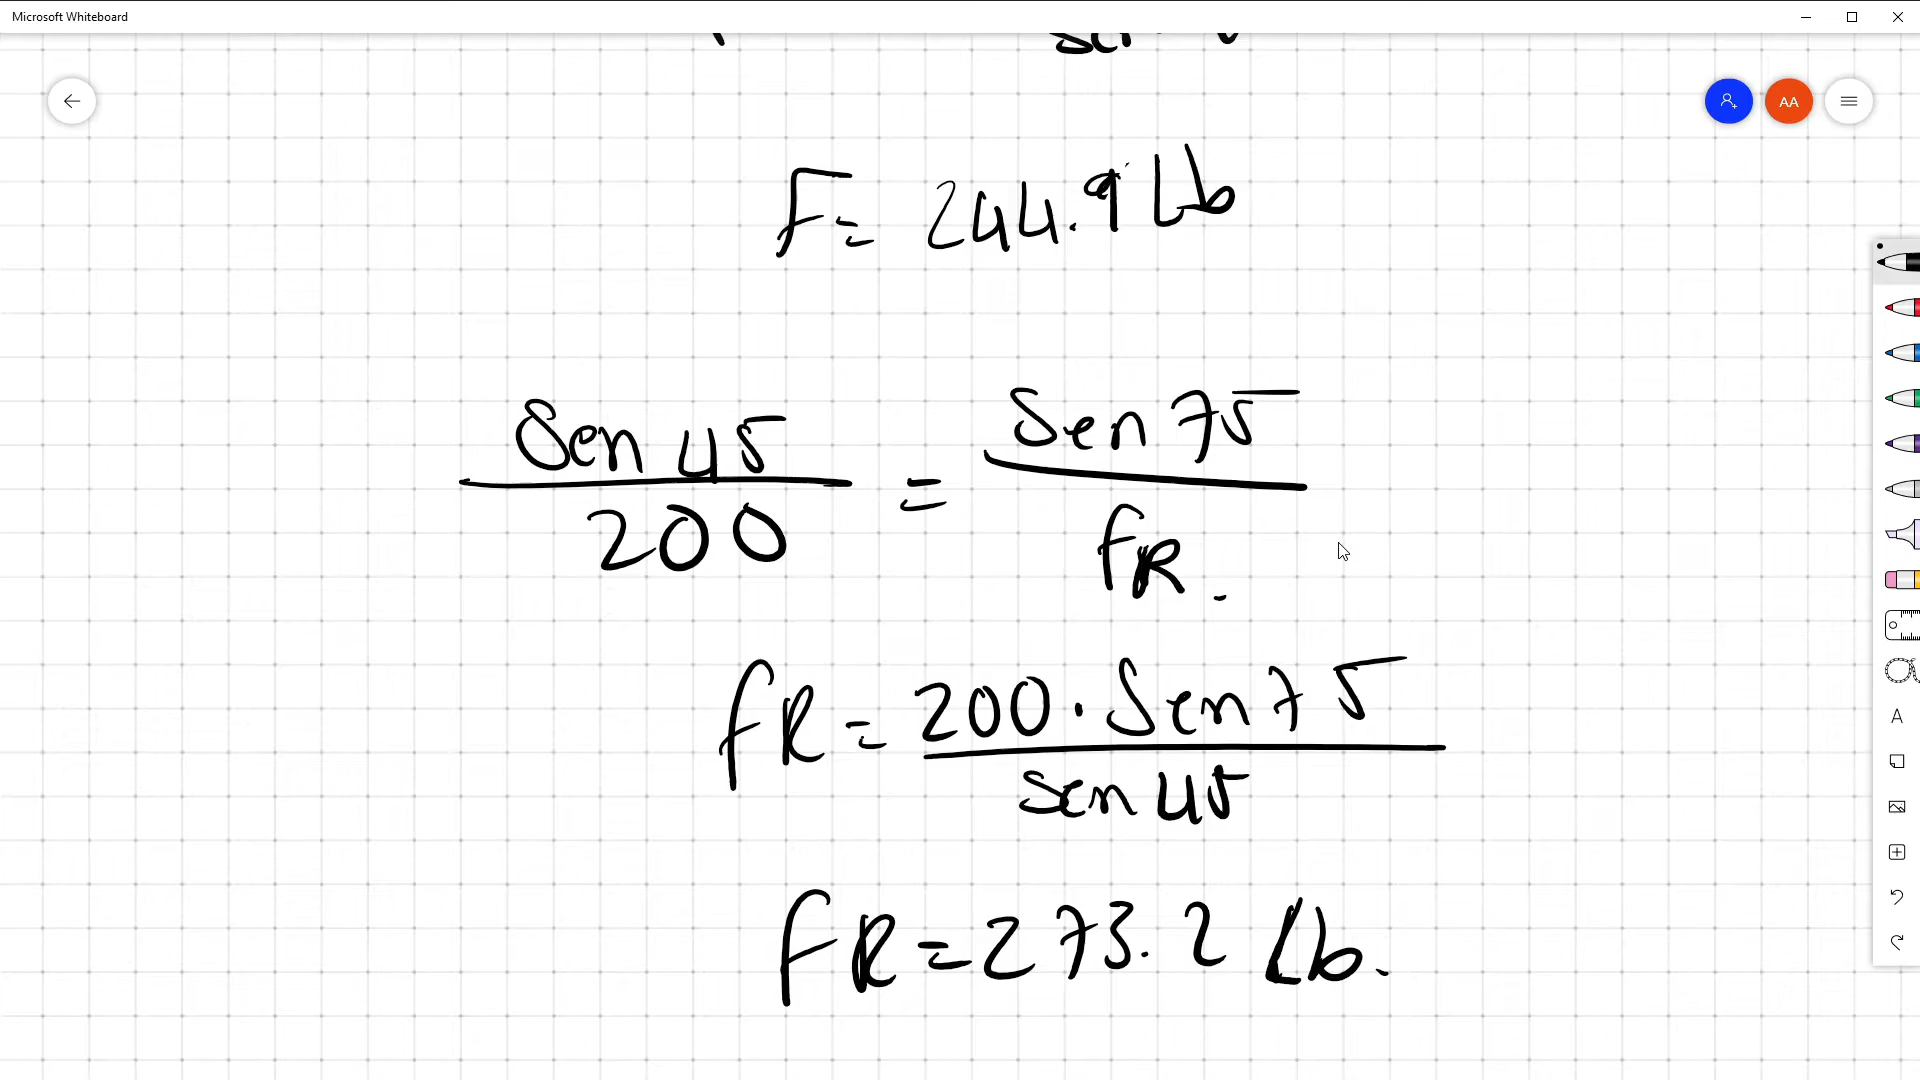 Microsoft Whiteboard
AA
F= 244.9 Lb
Sen 45
200
=
Sen 75
fR.
fR = 200 · Sen 75
sen 45
fR = 273.2 Lb.
A